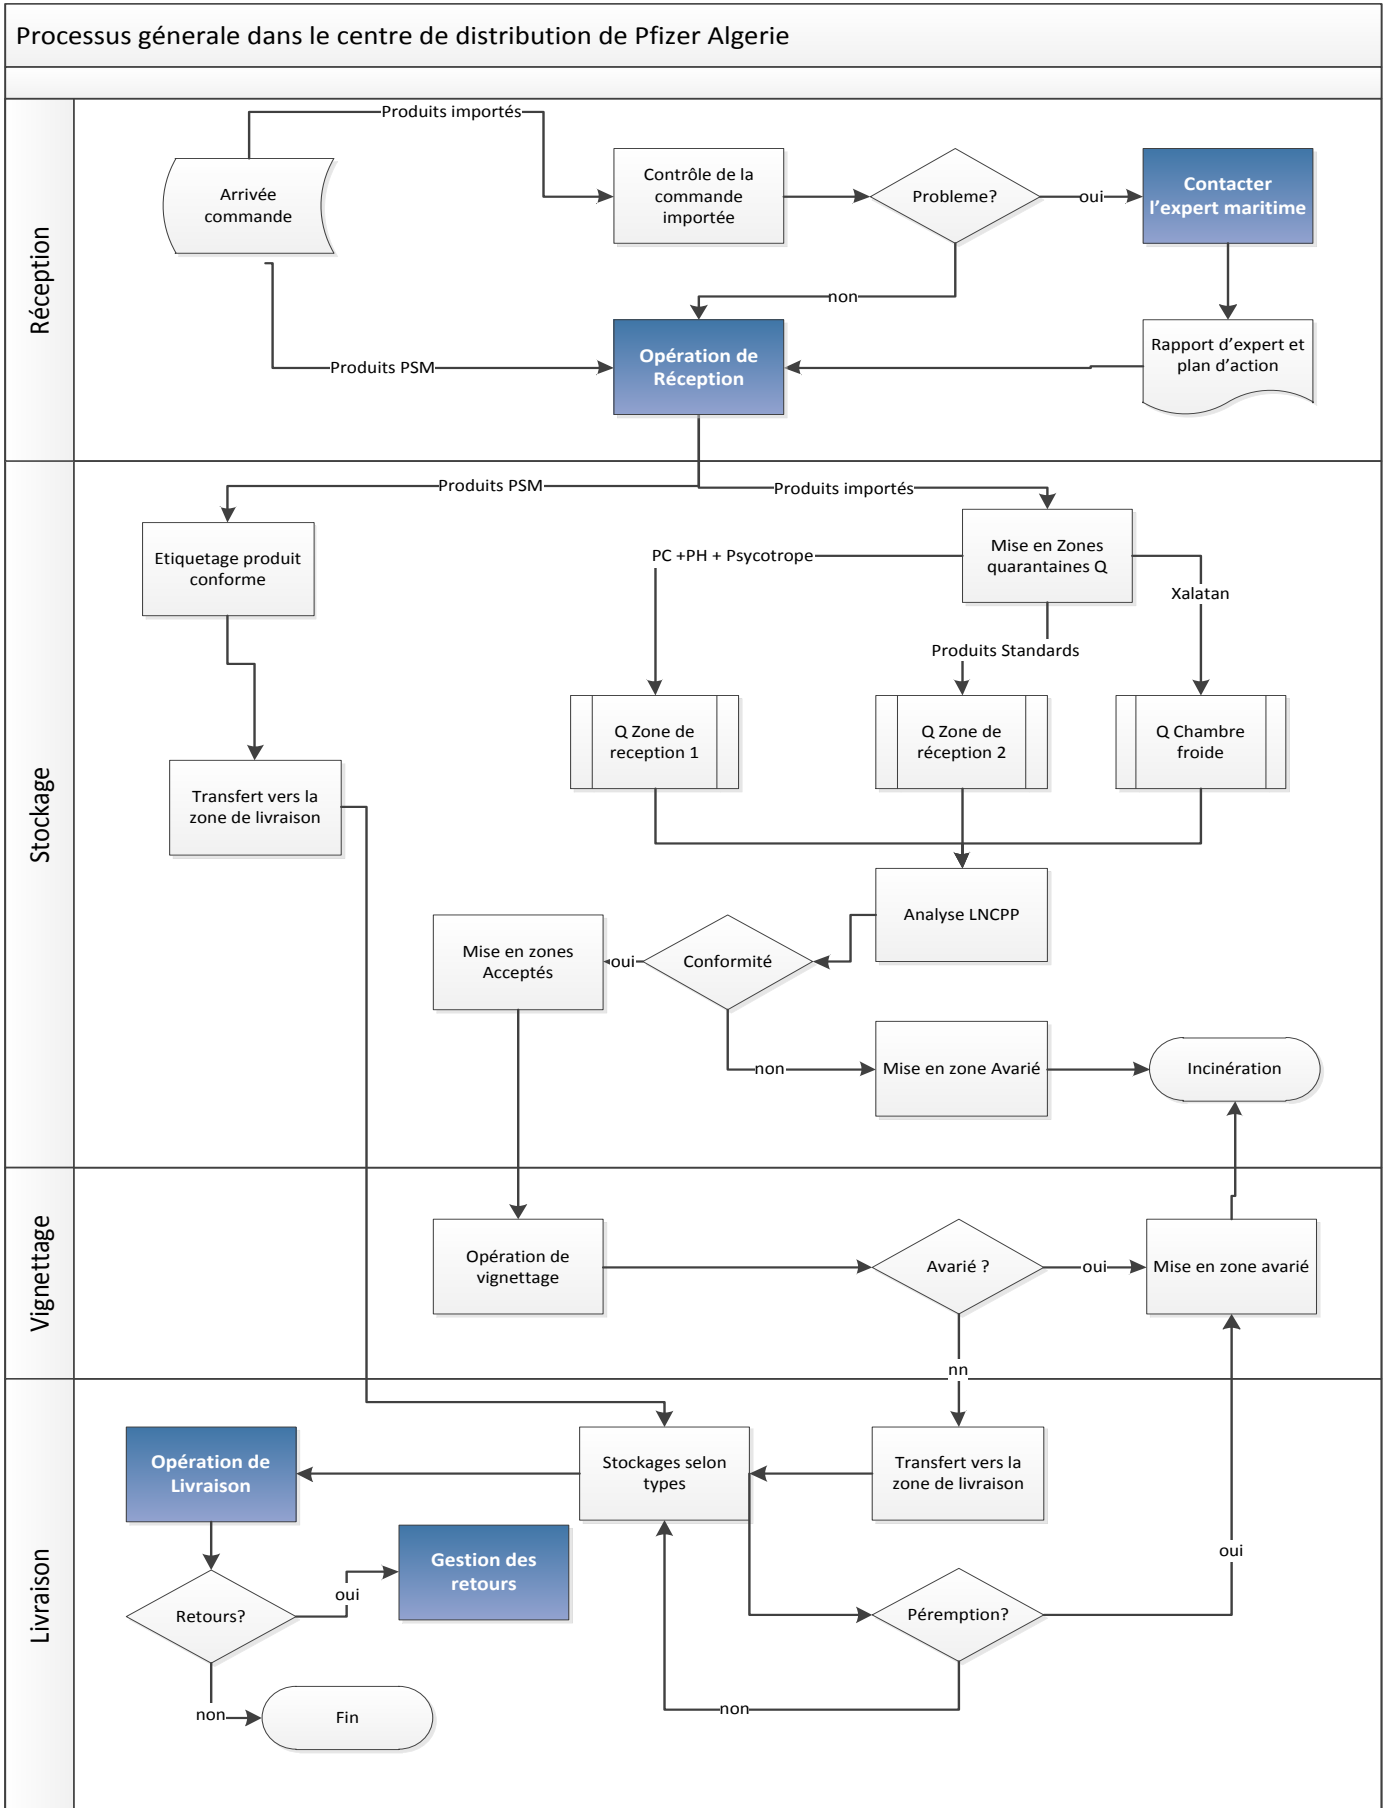 Processus génerale dans le centre de distribution de Pfizer Algerie
Réception
Produits importés
Arrivée
commande
Contrôle de la
commande
importée
Probleme?
oui
Contacter
l'expert maritime
non
Produits PSM
Opération de
Réception
Rapport d'expert et
plan d'action
Stockage
Produits PSM
Produits importés
Etiquetage produit
conforme
Mise en Zones
quarantaines Q
PC +PH + Psycotrope
Xalatan
Produits Standards
Q Zone de
reception 1
Q Zone de
réception 2
Q Chambre
froide
Transfert vers la
zone de livraison
Analyse LNCPP
Mise en zones
Acceptés
oui
Conformité
non
Mise en zone Avarié
Incinération
Vignettage
Opération de
vignettage
Avarié ?
oui
Mise en zone avarié
nn
Livraison
Opération de
Livraison
Stockages selon
types
Transfert vers la
zone de livraison
Gestion des
retours
oui
oui
Retours?
Péremption?
non
non
Fin